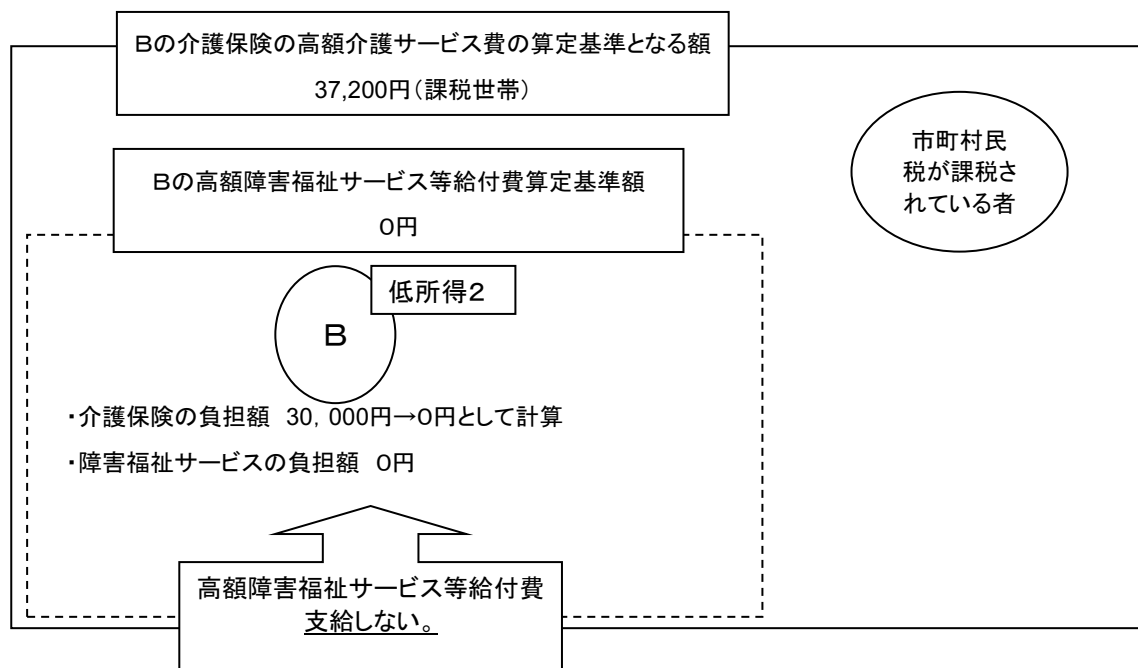 Bの介護保険の高額介護サービス費の算定基準となる額
37,200円(課税世帯)
市町村民
税が課税さ
れている者
Bの高額障害福祉サービス等給付費算定基準額
0円
低所得2
B
・介護保険の負担額 30,000円→0円として計算
・障害福祉サービスの負担額 0円
高額障害福祉サービス等給付費
支給しない。